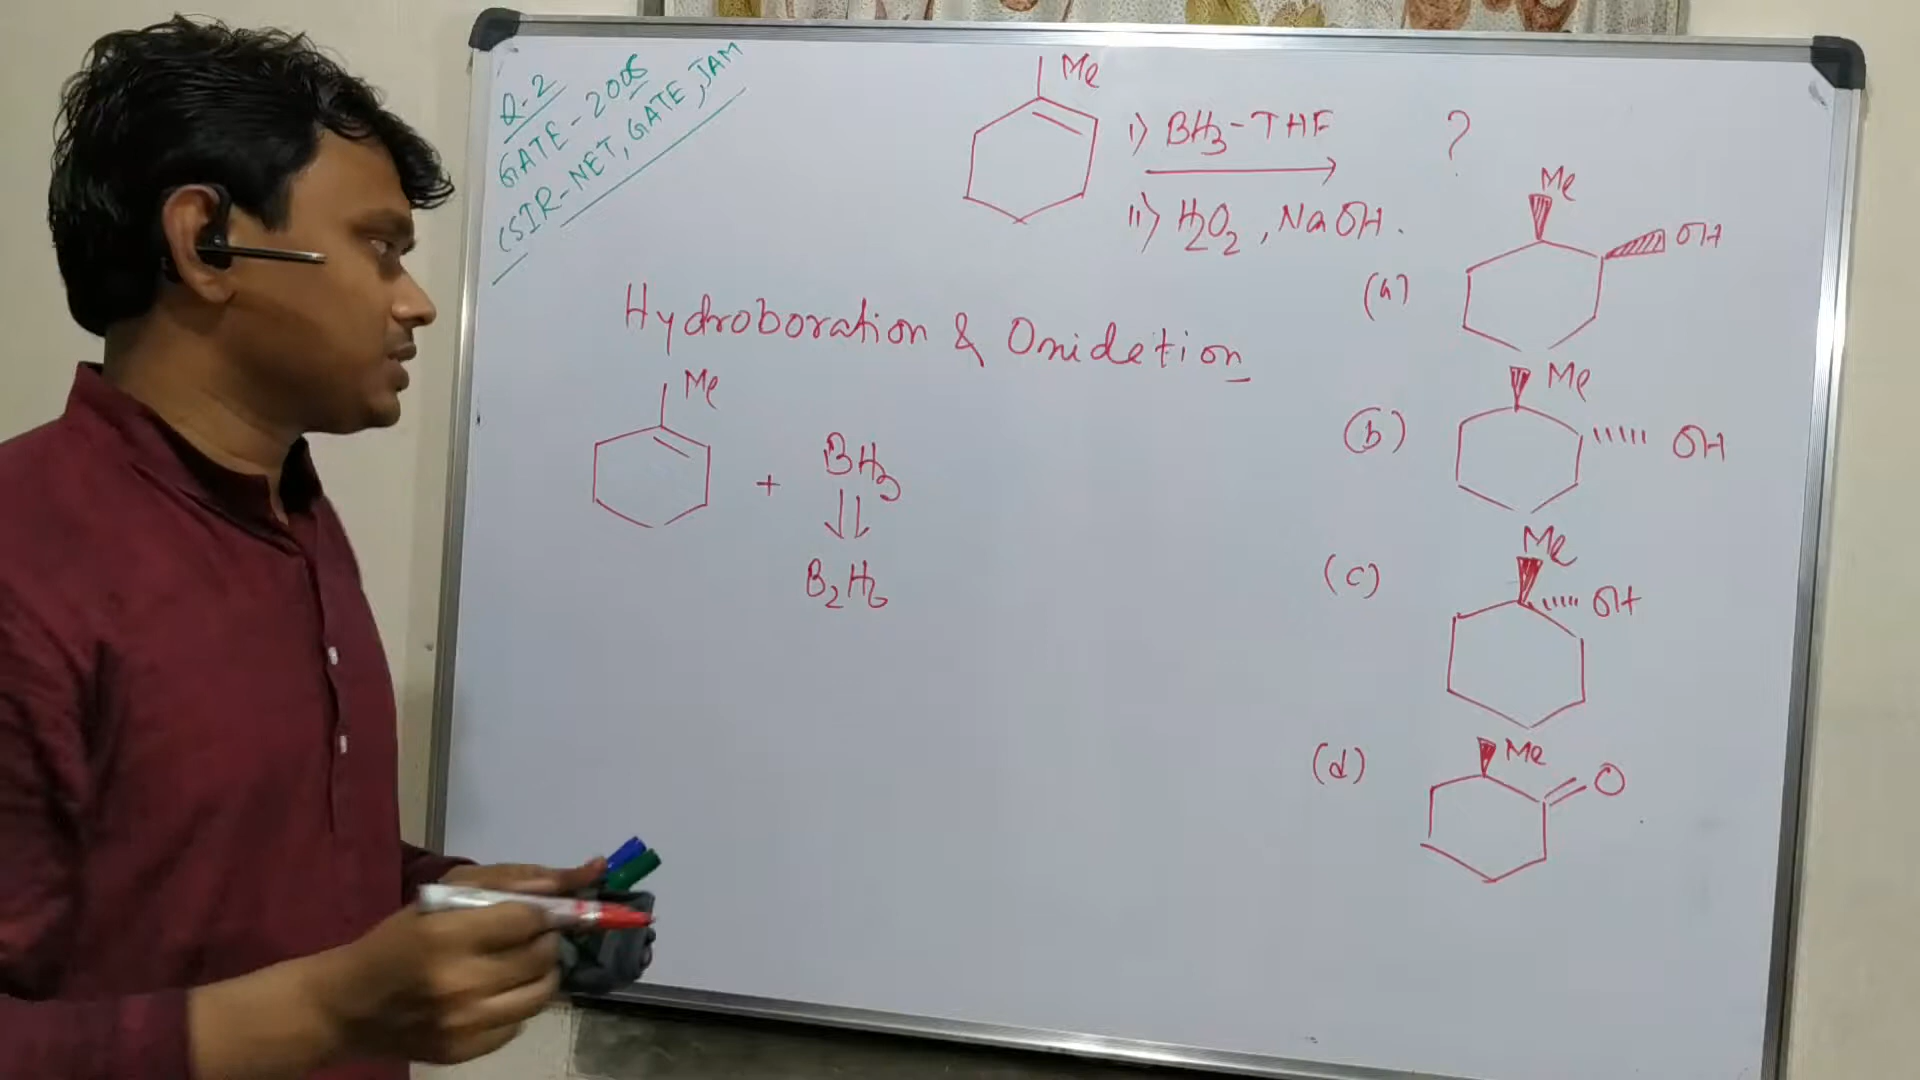 Q-2
GATE-2005
CSIR-NET, GATE, JAM
Me
i) BH3-THF
?
ii) H2O2, NaOH.
Hydroboration & Onidetion
Me
+ BH3
B2H6
(a)
Me
OH
(b)
Me
OH
(c)
Me
OH
(d)
Me
O